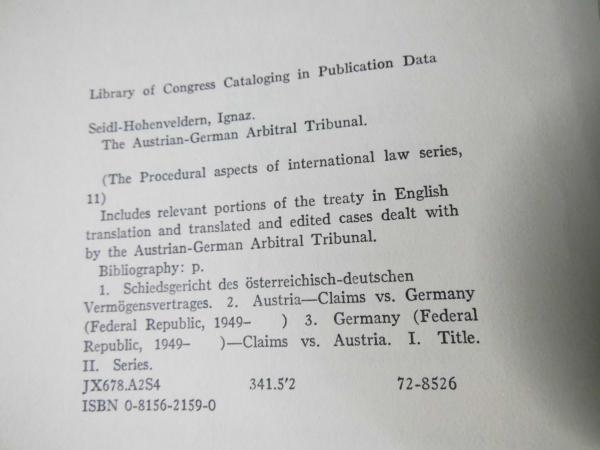 Library of Congress Cataloging in Publication Data
Seidl-Hohenveldern, Ignaz.
The Austrian-German Arbitral Tribunal.
(The Procedural aspects of international law series,
11)
Includes relevant portions of the treaty in English
translation and translated and edited cases dealt with
by the Austrian-German Arbitral Tribunal.
Bibliography: p.
1. Schiedsgericht des österreichisch-deutschen
Vermögensvertrages. 2. Austria—Claims vs. Germany
(Federal Republic, 1949– ) 3. Germany (Federal
Republic, 1949– )—Claims vs. Austria. I. Title.
II. Series.
JX678.A2S4 341.5'2 72-8526
ISBN 0-8156-2159-0